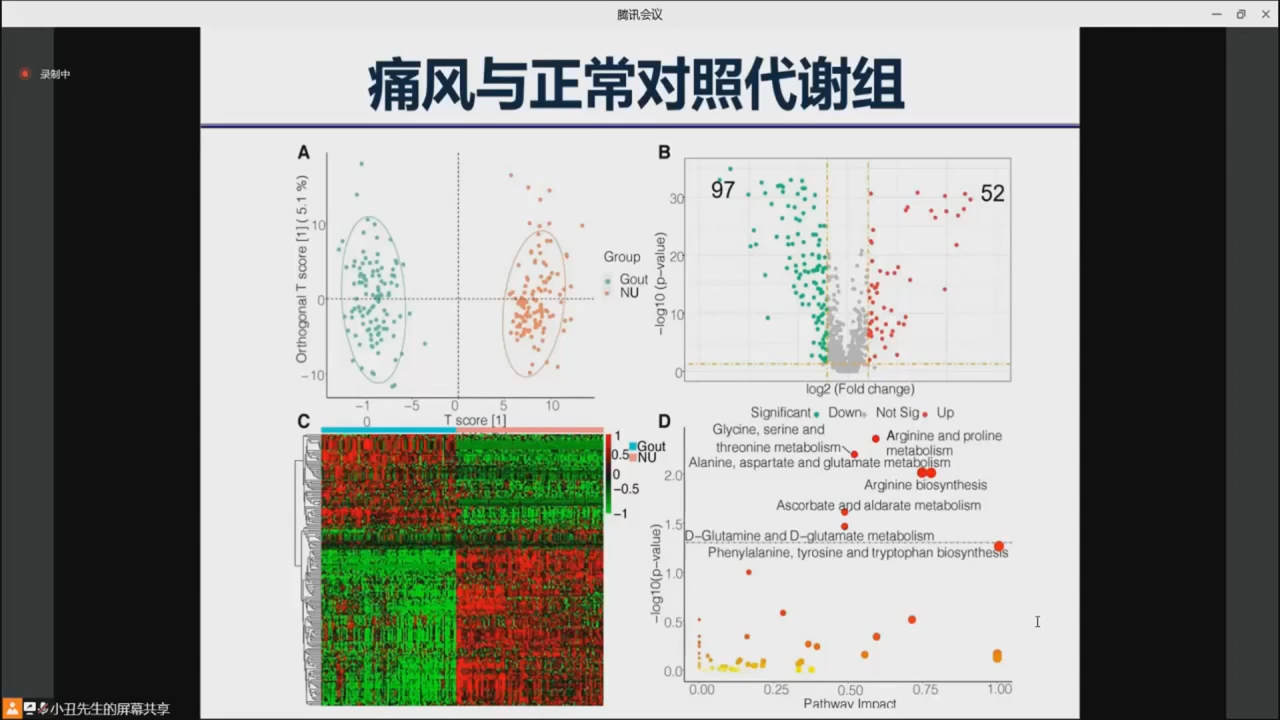 腾讯会议
录制中
痛风与正常对照代谢组
A
Orthogonal T score [1] ( 5.1 %)
10
0
−10
−1
0
−5
0
5
10
T score [1]
Group
Gout
NU
B
97
52
−log10 (p−value)
30
20
10
0
log2 (Fold change)
Significant Down Not Sig Up
C
Gout
NU
1
0.5
0
−0.5
−1
D
Glycine, serine and
threonine metabolism
Arginine and proline
metabolism
Alanine, aspartate and glutamate metabolism
Arginine biosynthesis
Ascorbate and aldarate metabolism
D−Glutamine and D−glutamate metabolism
Phenylalanine, tyrosine and tryptophan biosynthesis
−log10(p−value)
2.0
1.5
1.0
0.5
0.0
0.00 0.25 0.50 0.75 1.00
Pathway Impact
小丑先生的屏幕共享